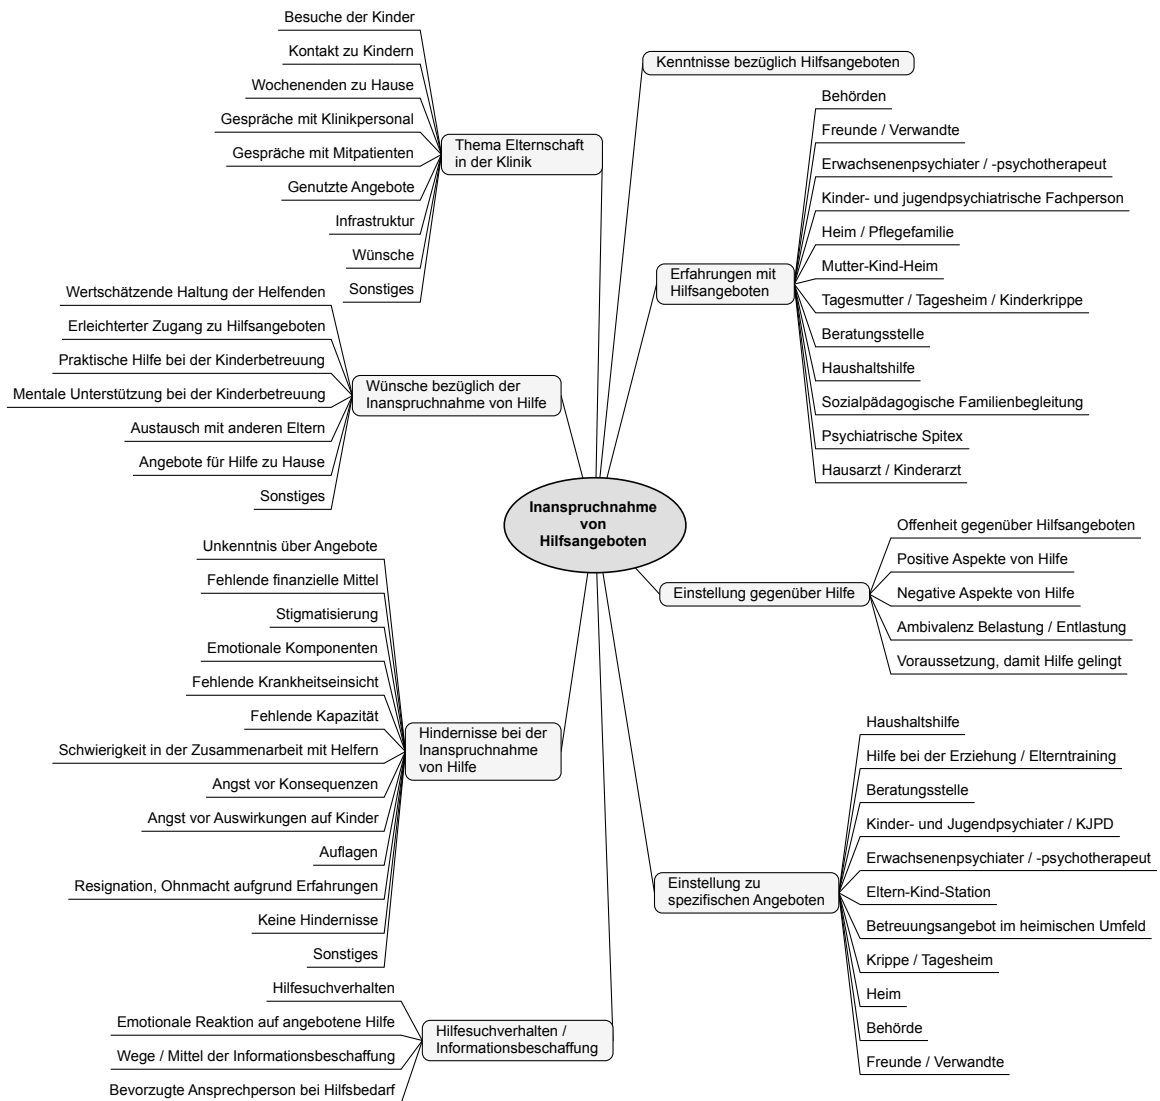 Besuche der Kinder
Kontakt zu Kindern
Wochenenden zu Hause
Gespräche mit Klinikpersonal
Gespräche mit Mitpatienten
Genutzte Angebote
Infrastruktur
Wünsche
Sonstiges
Thema Elternschaft
in der Klinik
Wertschätzende Haltung der Helfenden
Erleichterter Zugang zu Hilfsangeboten
Praktische Hilfe bei der Kinderbetreuung
Mentale Unterstützung bei der Kinderbetreuung
Austausch mit anderen Eltern
Angebote für Hilfe zu Hause
Sonstiges
Wünsche bezüglich der
Inanspruchnahme von Hilfe
Unkenntnis über Angebote
Fehlende finanzielle Mittel
Stigmatisierung
Emotionale Komponenten
Fehlende Krankheitseinsicht
Fehlende Kapazität
Schwierigkeit in der Zusammenarbeit mit Helfern
Angst vor Konsequenzen
Angst vor Auswirkungen auf Kinder
Auflagen
Resignation, Ohnmacht aufgrund Erfahrungen
Keine Hindernisse
Sonstiges
Hindernisse bei der
Inanspruchnahme
von Hilfe
Hilfesuchverhalten
Emotionale Reaktion auf angebotene Hilfe
Wege / Mittel der Informationsbeschaffung
Bevorzugte Ansprechperson bei Hilfsbedarf
Hilfesuchverhalten /
Informationsbeschaffung
Inanspruchnahme
von
Hilfsangeboten
Kenntnisse bezüglich Hilfsangeboten
Erfahrungen mit
Hilfsangeboten
Behörden
Freunde / Verwandte
Erwachsenenpsychiater / -psychotherapeut
Kinder- und jugendpsychiatrische Fachperson
Heim / Pflegefamilie
Mutter-Kind-Heim
Tagesmutter / Tagesheim / Kinderkrippe
Beratungsstelle
Haushaltshilfe
Sozialpädagogische Familienbegleitung
Psychiatrische Spitex
Hausarzt / Kinderarzt
Einstellung gegenüber Hilfe
Offenheit gegenüber Hilfsangeboten
Positive Aspekte von Hilfe
Negative Aspekte von Hilfe
Ambivalenz Belastung / Entlastung
Voraussetzung, damit Hilfe gelingt
Einstellung zu
spezifischen Angeboten
Haushaltshilfe
Hilfe bei der Erziehung / Elterntraining
Beratungsstelle
Kinder- und Jugendpsychiater / KJPD
Erwachsenenpsychiater / -psychotherapeut
Eltern-Kind-Station
Betreuungsangebot im heimischen Umfeld
Krippe / Tagesheim
Heim
Behörde
Freunde / Verwandte